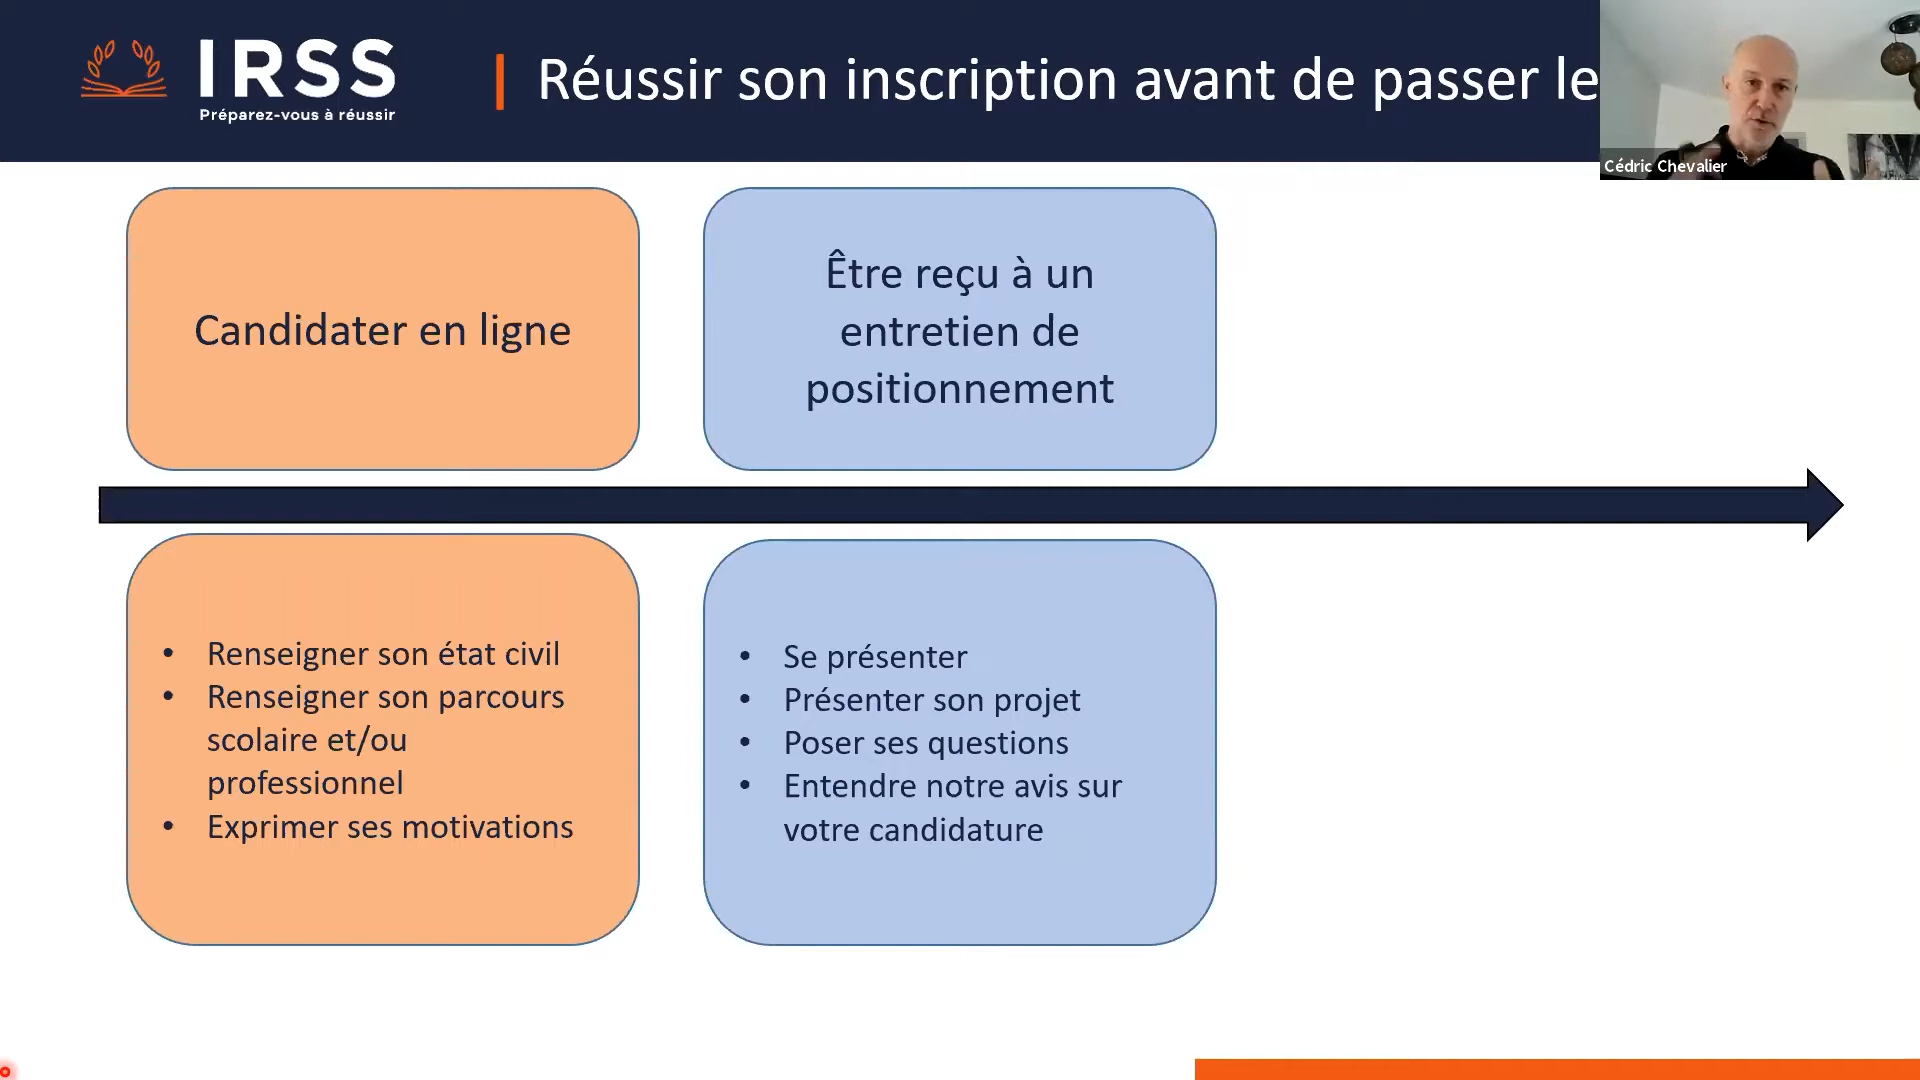 IRSS
Préparez-vous à réussir
| Réussir son inscription avant de passer le
Cédric Chevalier
Candidater en ligne
Être reçu à un
entretien de
positionnement
• Renseigner son état civil
• Renseigner son parcours
scolaire et/ou
professionnel
• Exprimer ses motivations
• Se présenter
• Présenter son projet
• Poser ses questions
• Entendre notre avis sur
votre candidature